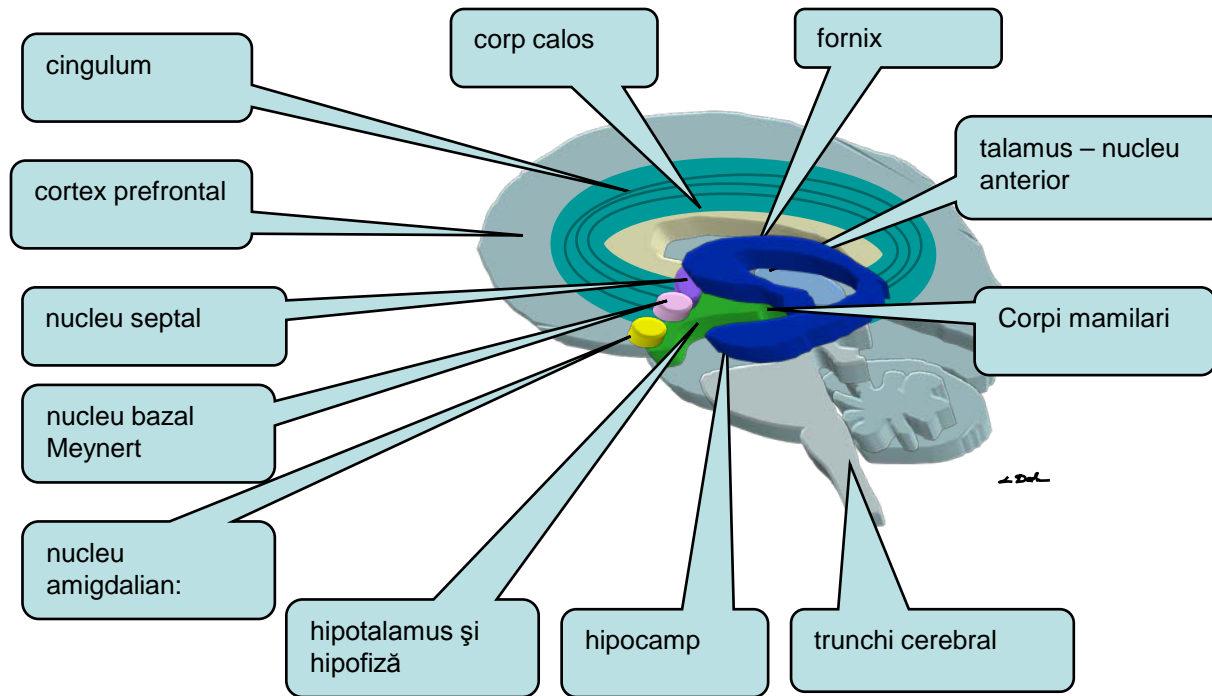 corp calos
fornix
cingulum
talamus – nucleu
anterior
cortex prefrontal
nucleu septal
Corpi mamilari
nucleu bazal
Meynert
nucleu
amigdalian:
hipotalamus şi
hipofiză
hipocamp
trunchi cerebral